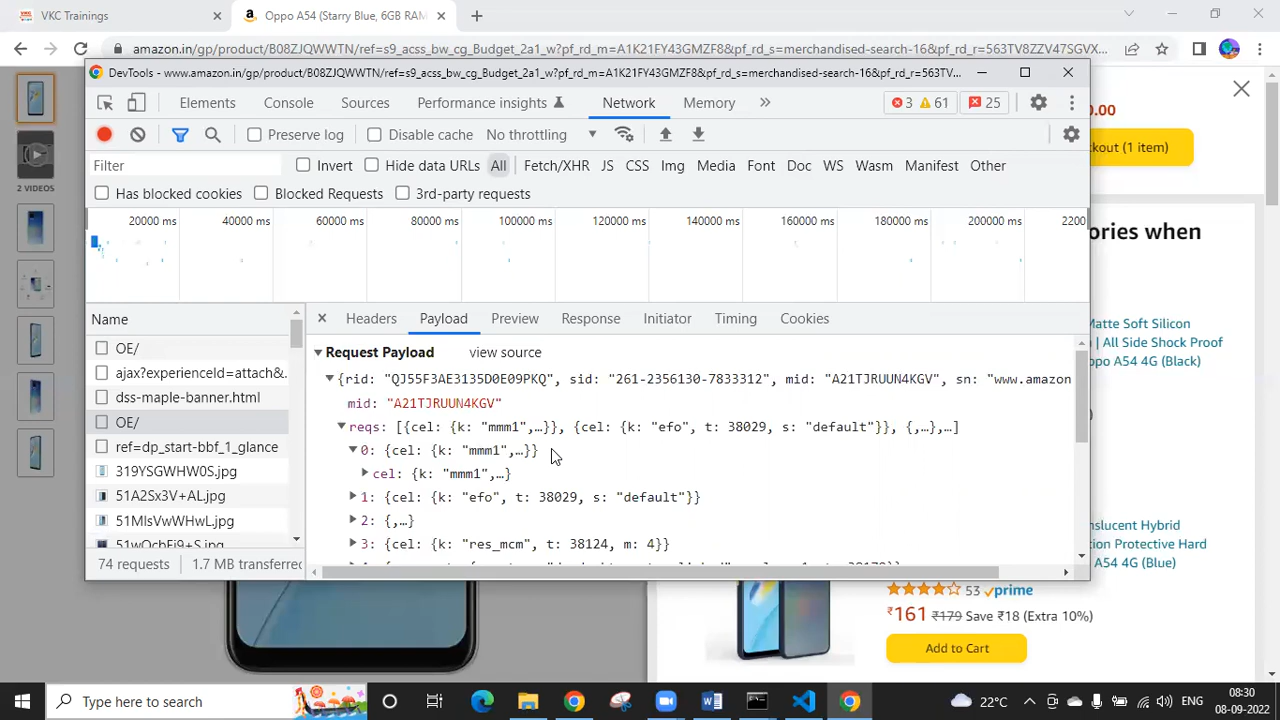 VKC Trainings
Oppo A54 (Starry Blue, 6GB RAM
amazon.in/gp/product/B08ZJQWWTN/ref=s9_acss_bw_cg_Budget_2a1_w?pf_rd_m=A1K21FY43GMZF8&pf_rd_s=merchandised-search-16&pf_rd_r=563TV8ZZV47SGVX...
DevTools - www.amazon.in/gp/product/B08ZJQWWTN/ref=s9_acss_bw_cg_Budget_2a1_w?pf_rd_m=A1K21FY43GMZF8&pf_rd_s=merchandised-search-16&pf_rd_r=563TV...
Elements Console Sources Performance insights Network Memory » 3 61 25
Preserve log Disable cache No throttling
Filter Invert Hide data URLs All Fetch/XHR JS CSS Img Media Font Doc WS Wasm Manifest Other
Has blocked cookies Blocked Requests 3rd-party requests
20000 ms 40000 ms 60000 ms 80000 ms 100000 ms 120000 ms 140000 ms 160000 ms 180000 ms 200000 ms 2200
Name
OE/
ajax?experienceId=attach&.
dss-maple-banner.html
OE/
ref=dp_start-bbf_1_glance
319YSGWHW0S.jpg
51A2Sx3V+AL.jpg
51MlsVwWHwL.jpg
51wOchFi9+S.jpg
74 requests 1.7 MB transferred
Headers Payload Preview Response Initiator Timing Cookies
Request Payload view source
{rid: "QJ55F3AE3135D0E09PKQ", sid: "261-2356130-7833312", mid: "A21TJRUUN4KGV", sn: "www.amazon
mid: "A21TJRUUN4KGV"
reqs: [{cel: {k: "mmm1",…}}, {cel: {k: "efo", t: 38029, s: "default"}}, {,…},…]
0: {cel: {k: "mmm1",…}}
cel: {k: "mmm1",…}
1: {cel: {k: "efo", t: 38029, s: "default"}}
2: {,…}
3: {cel: {k: "res_mcm", t: 38124, m: 4}}
2 VIDEOS
0.00
ckout (1 item)
ories when
Matte Soft Silicon
| All Side Shock Proof
ppo A54 4G (Black)
nslucent Hybrid
otion Protective Hard
A54 4G (Blue)
53 prime
₹161 ₹179 Save ₹18 (Extra 10%)
Add to Cart
Type here to search
22°C
ENG
08:30
08-09-2022